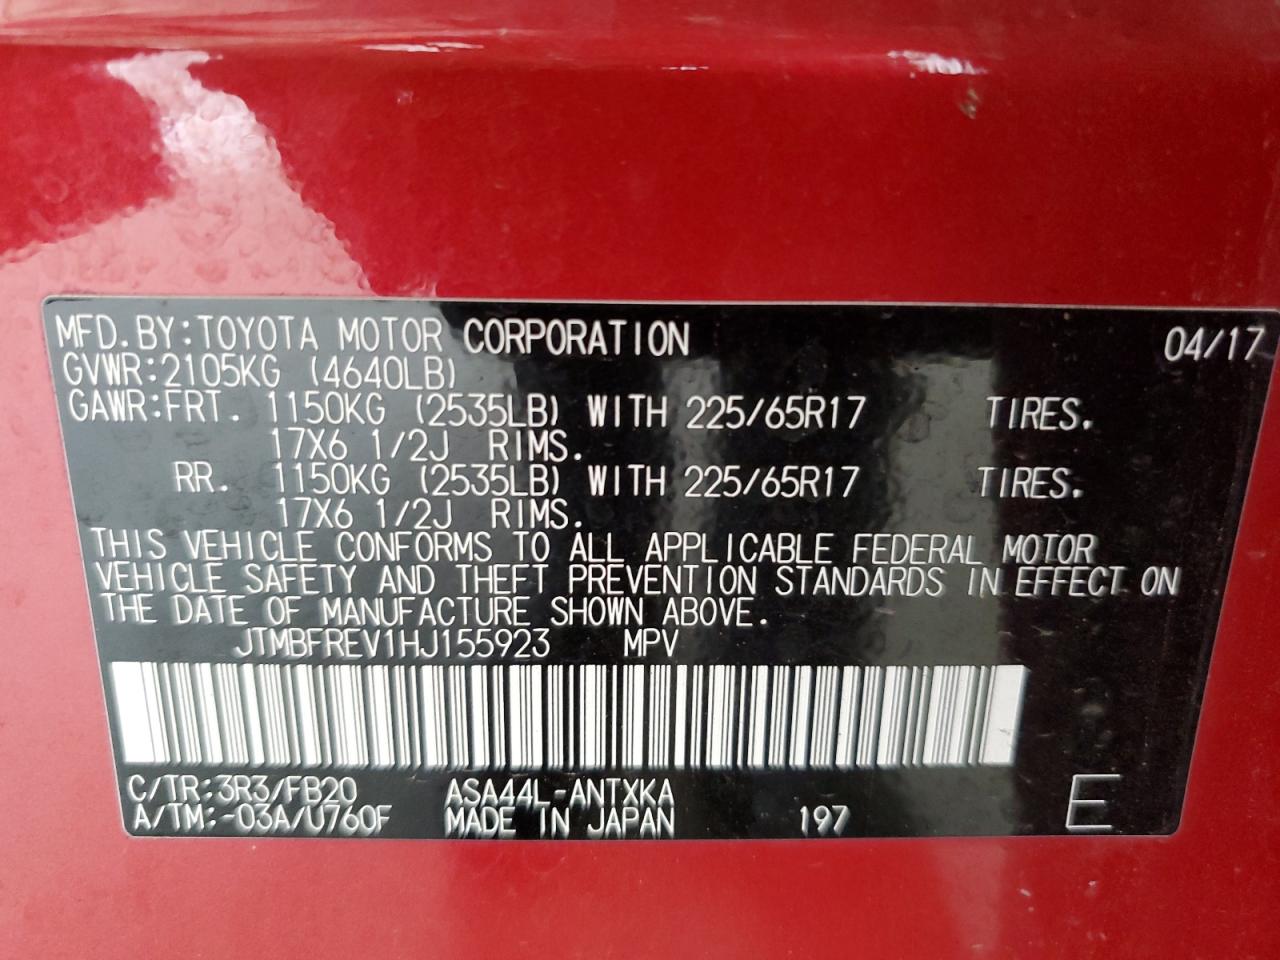 MFD. BY:TOYOTA MOTOR CORPORATION 04/17
GVWR:2105KG (4640LB)
GAWR:FRT. 1150KG (2535LB) WITH 225/65R17 TIRES.
17X6 1/2J RIMS.
RR. 1150KG (2535LB) WITH 225/65R17 TIRES.
17X6 1/2J RIMS.
THIS VEHICLE CONFORMS TO ALL APPLICABLE FEDERAL MOTOR
VEHICLE SAFETY AND THEFT PREVENTION STANDARDS IN EFFECT ON
THE DATE OF MANUFACTURE SHOWN ABOVE.
JTMBFREV1HJ155923 MPV
C/TR:3R3/FB20 ASA44L-ANTXKA
A/TM:-03A/U760F MADE IN JAPAN 197 E